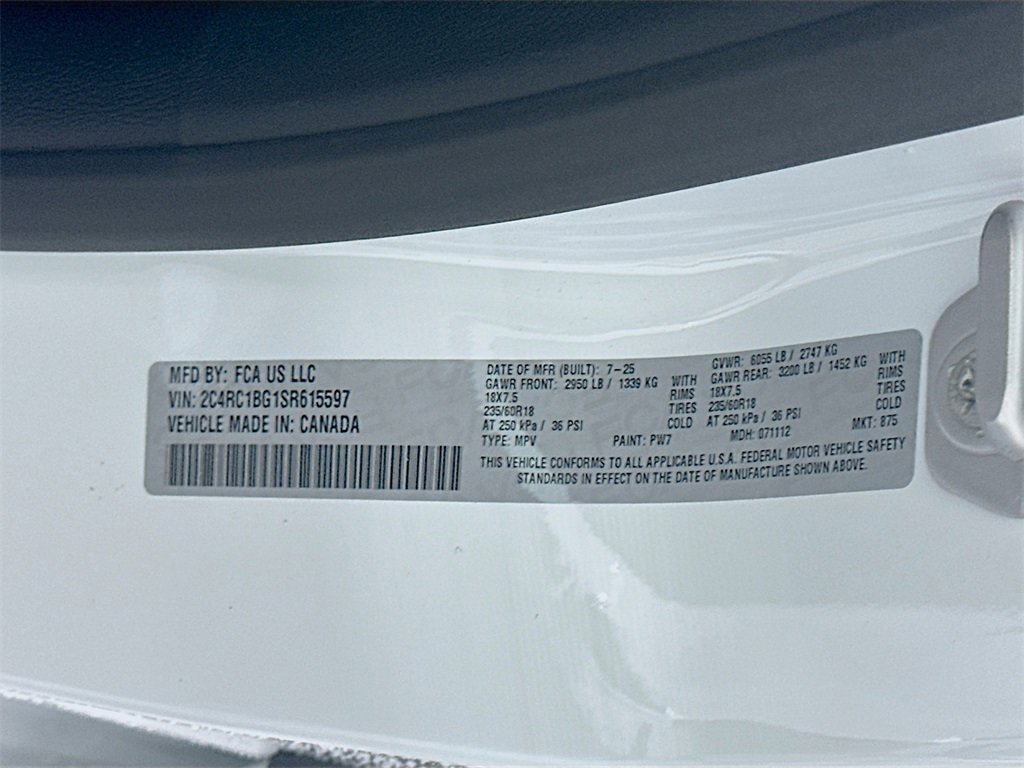 MFD BY: FCA US LLC
VIN: 2C4RC1BG1SR615597
VEHICLE MADE IN: CANADA
DATE OF MFR (BUILT): 7-25
GAWR FRONT: 2950 LB / 1339 KG WITH
18X7.5 RIMS
235/60R18 TIRES
AT 250 kPa / 36 PSI COLD
TYPE: MPV PAINT: PW7
GVWR: 6055 LB / 2747 KG
GAWR REAR: 3200 LB / 1452 KG WITH
18X7.5 RIMS
235/60R18 TIRES
AT 250 kPa / 36 PSI COLD
MDH: 071112 MKT: 875
THIS VEHICLE CONFORMS TO ALL APPLICABLE U.S.A. FEDERAL MOTOR VEHICLE SAFETY
STANDARDS IN EFFECT ON THE DATE OF MANUFACTURE SHOWN ABOVE.